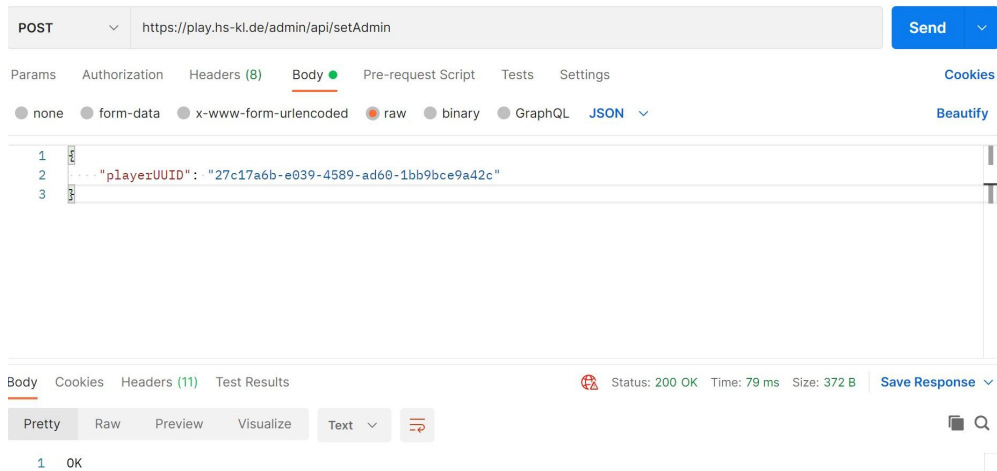 POST https://play.hs-kl.de/admin/api/setAdmin Send
Params Authorization Headers (8) Body Pre-request Script Tests Settings Cookies
none form-data x-www-form-urlencoded raw binary GraphQL JSON Beautify
1 {
2 "playerUUID": "27c17a6b-e039-4589-ad60-1bb9bce9a42c"
3 }
Body Cookies Headers (11) Test Results Status: 200 OK Time: 79 ms Size: 372 B Save Response
Pretty Raw Preview Visualize Text
1 OK